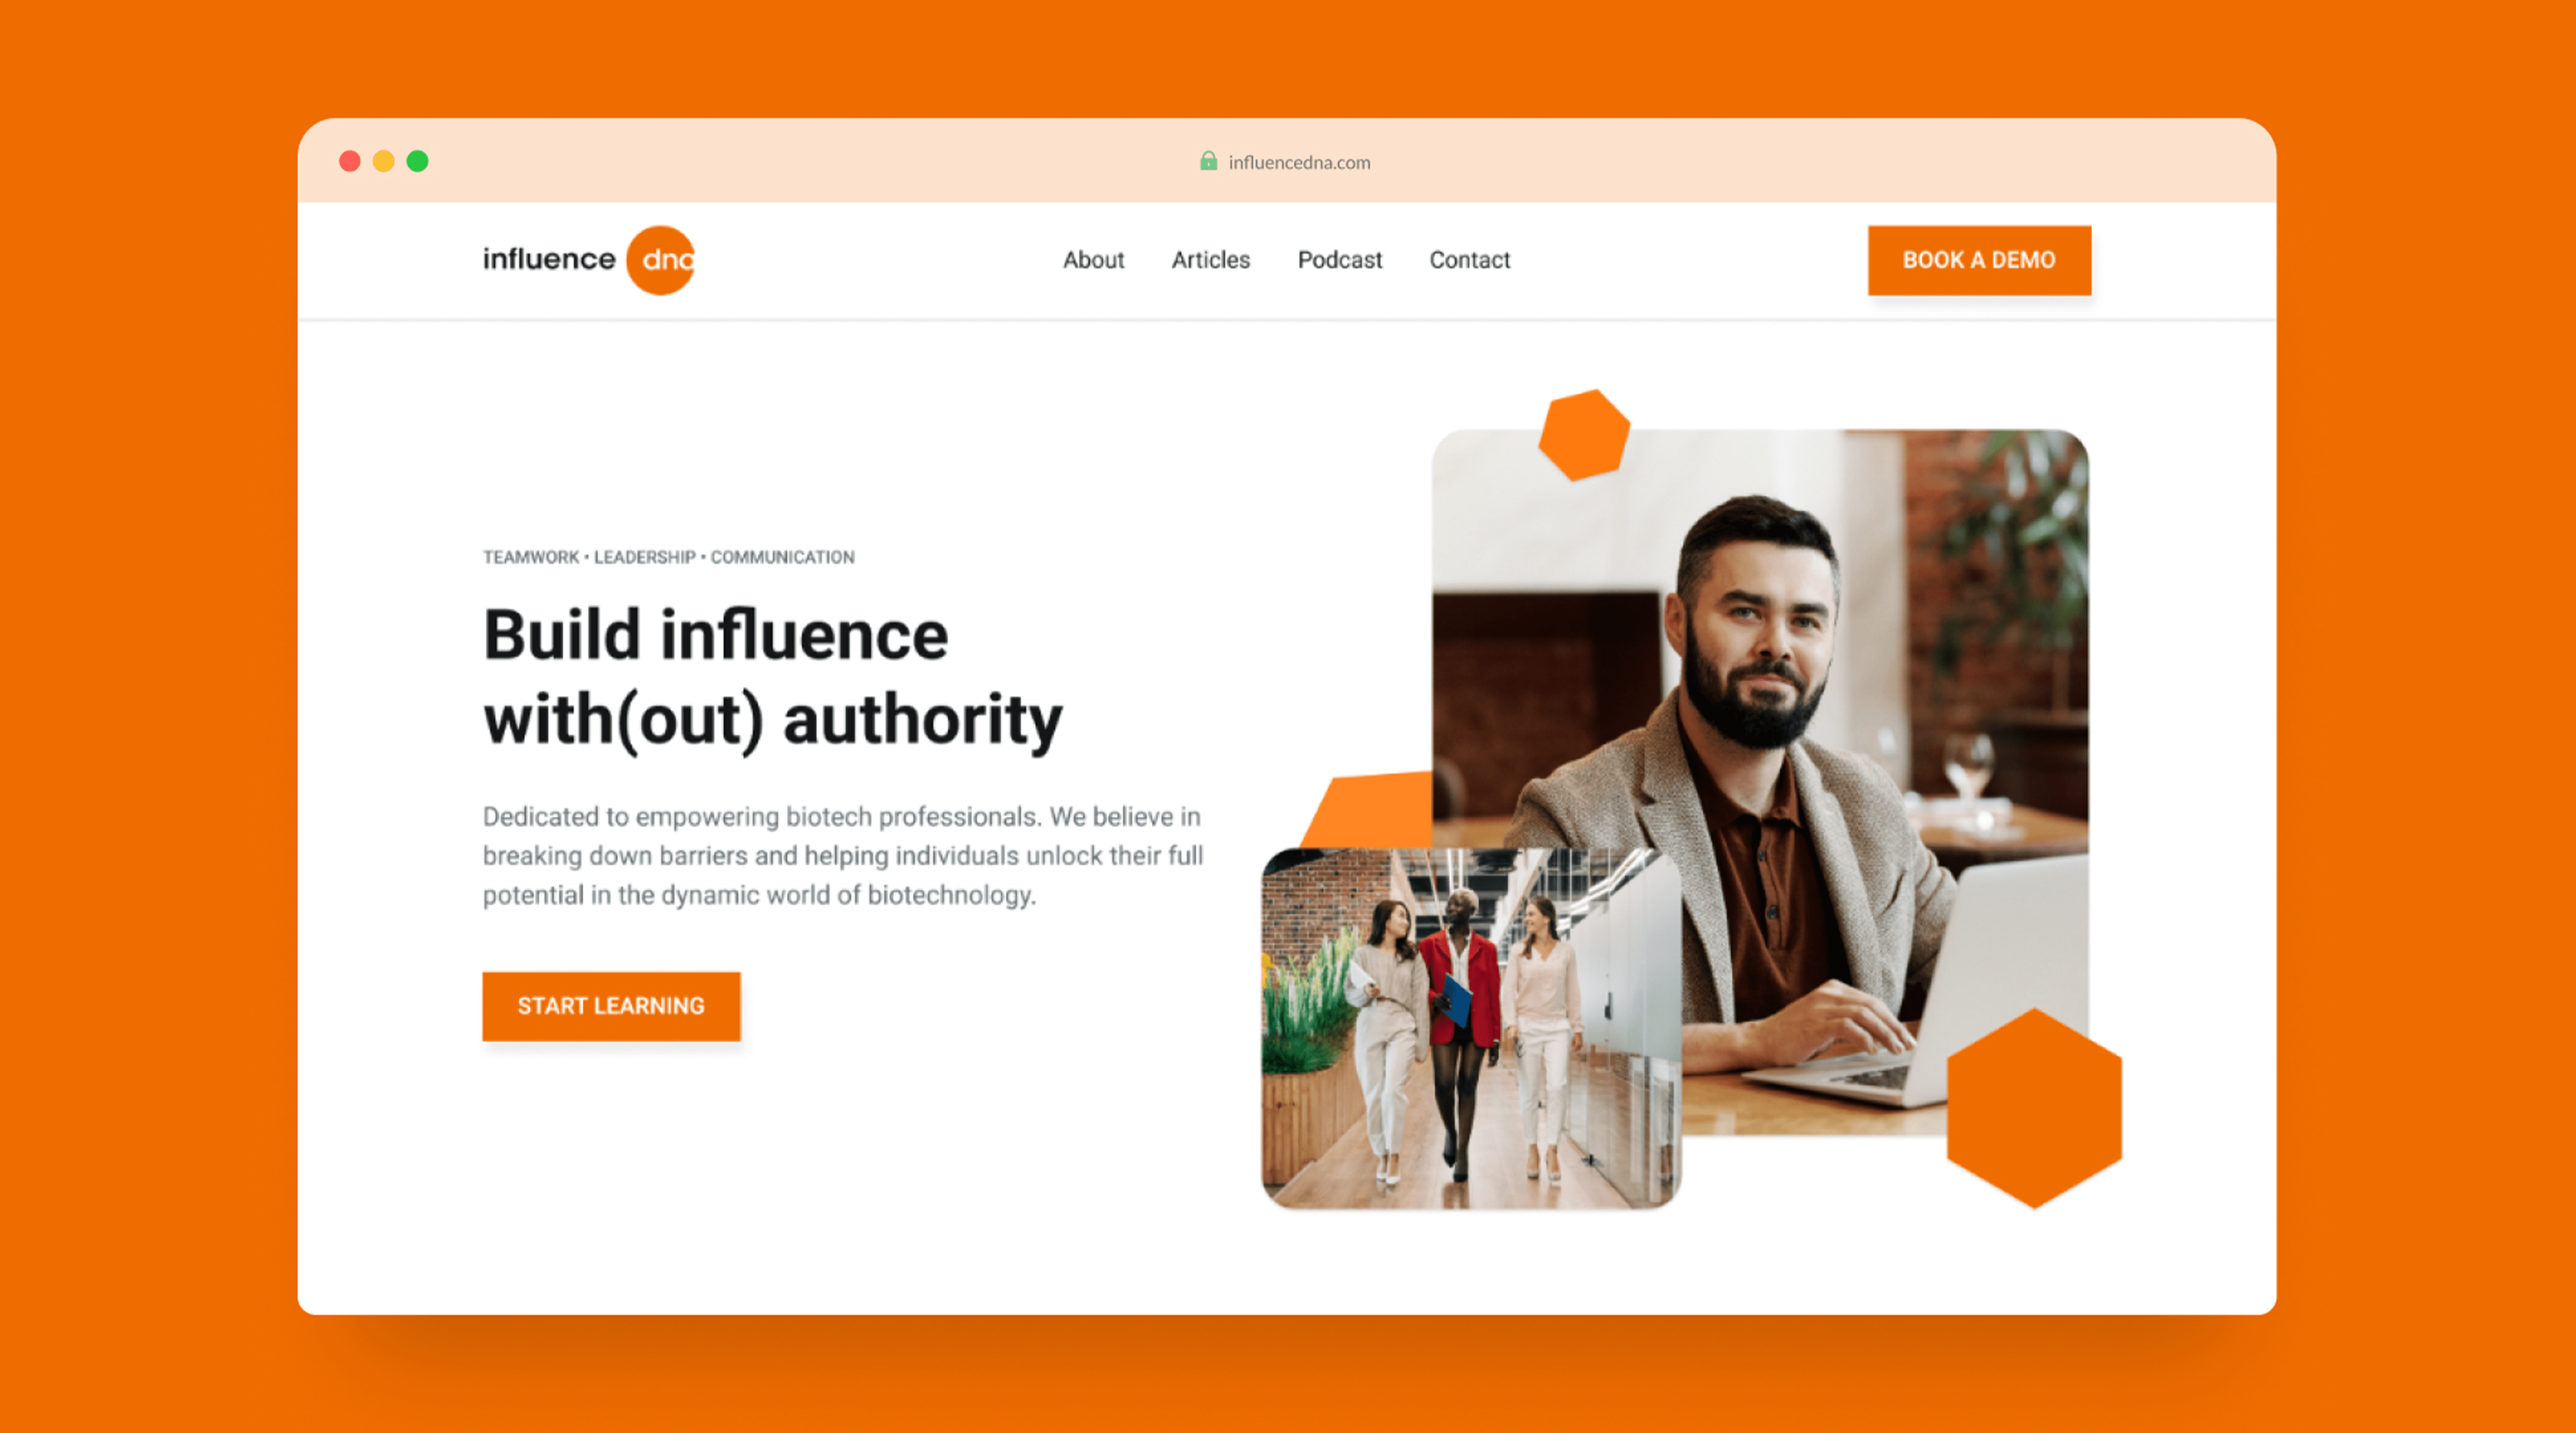 influencedna.com
influence dna
About Articles Podcast Contact
BOOK A DEMO
TEAMWORK • LEADERSHIP • COMMUNICATION
Build influence
with(out) authority
Dedicated to empowering biotech professionals. We believe in
breaking down barriers and helping individuals unlock their full
potential in the dynamic world of biotechnology.
START LEARNING